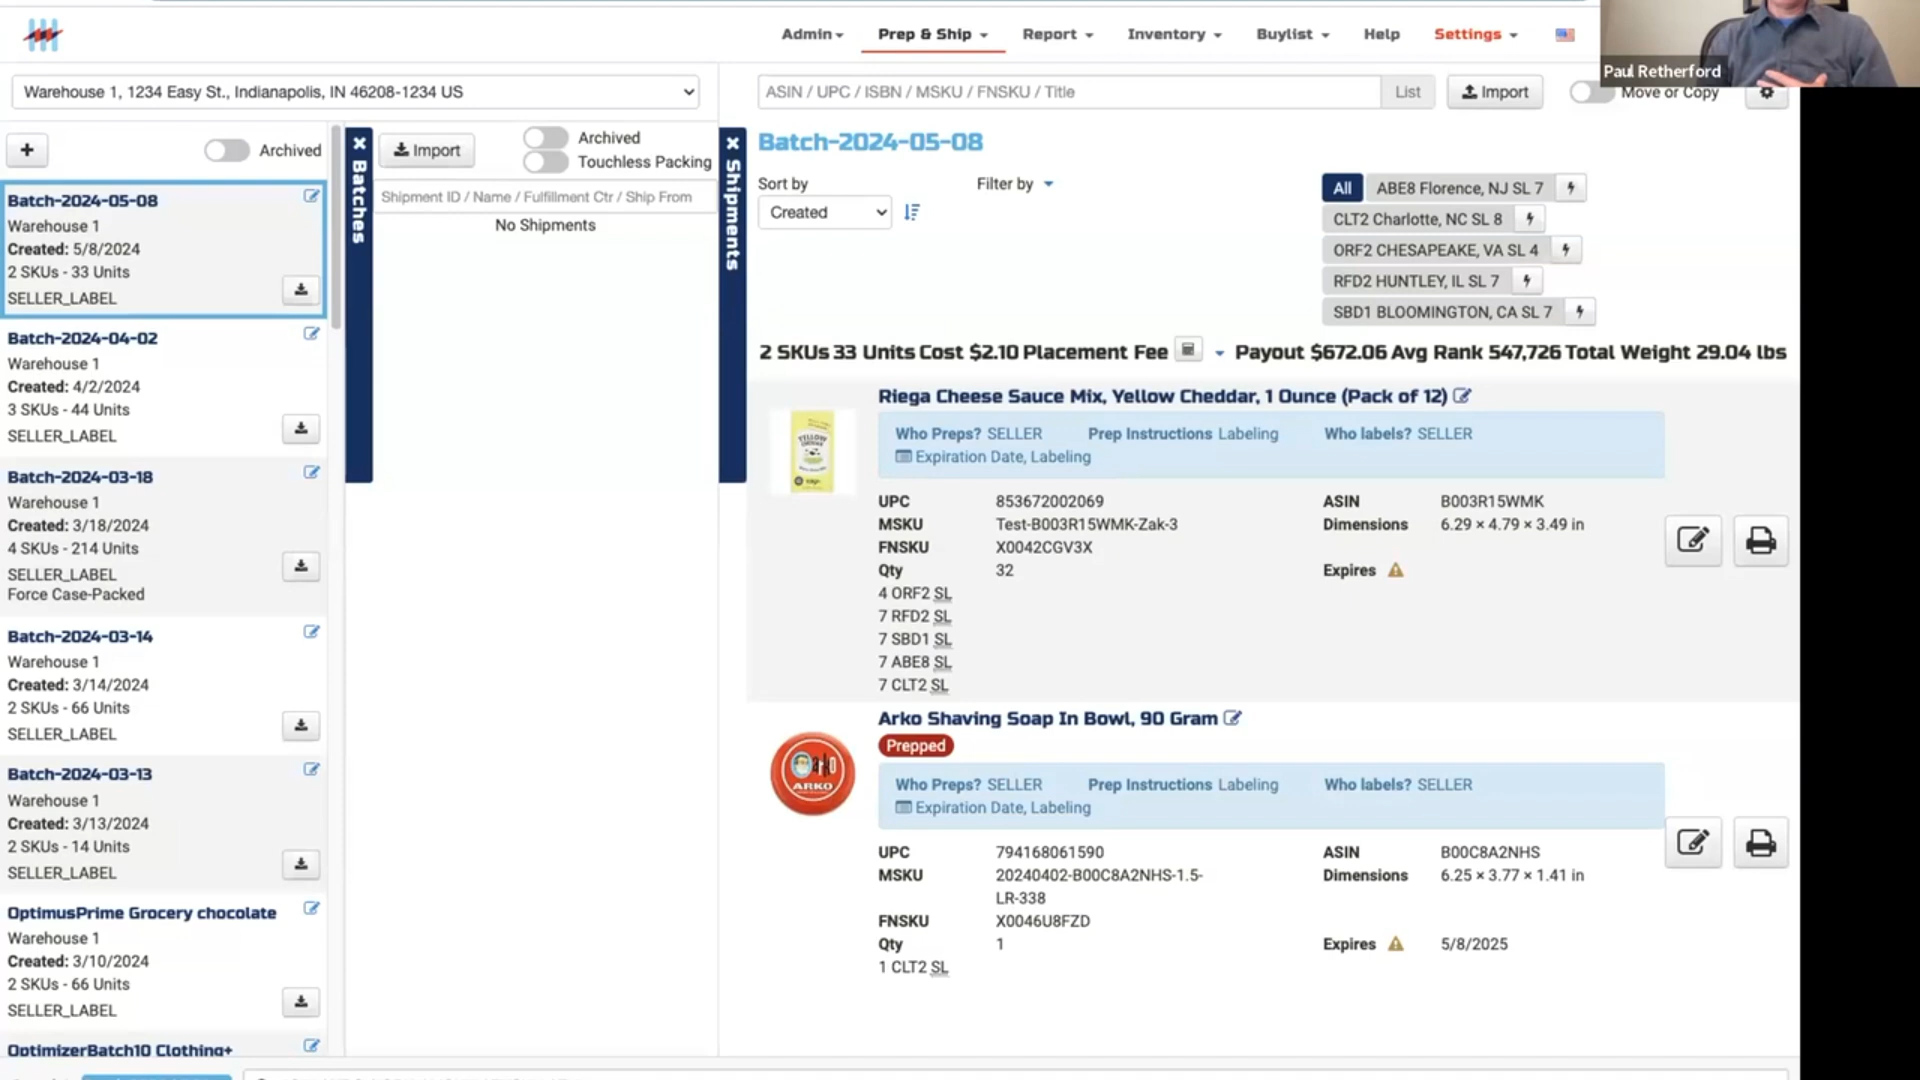 Admin
Prep & Ship
Report
Inventory
Buylist
Help
Settings
Paul Retherford
Warehouse 1, 1234 Easy St., Indianapolis, IN 46208-1234 US
ASIN / UPC / ISBN / MSKU / FNSKU / Title
List
Import
Move or Copy
+
Archived
Batch-2024-05-08
Warehouse 1
Created: 5/8/2024
2 SKUs - 33 Units
SELLER_LABEL
Batch-2024-04-02
Warehouse 1
Created: 4/2/2024
3 SKUs - 44 Units
SELLER_LABEL
Batch-2024-03-18
Warehouse 1
Created: 3/18/2024
4 SKUs - 214 Units
SELLER_LABEL
Force Case-Packed
Batch-2024-03-14
Warehouse 1
Created: 3/14/2024
2 SKUs - 66 Units
SELLER_LABEL
Batch-2024-03-13
Warehouse 1
Created: 3/13/2024
2 SKUs - 14 Units
SELLER_LABEL
OptimusPrime Grocery chocolate
Warehouse 1
Created: 3/10/2024
2 SKUs - 66 Units
SELLER_LABEL
OptimizerBatch10 Clothing+
Batches
Import
Archived
Touchless Packing
Shipment ID / Name / Fulfillment Ctr / Ship From
No Shipments
Shipments
Batch-2024-05-08
Sort by
Created
Filter by
All
ABE8 Florence, NJ SL 7
CLT2 Charlotte, NC SL 8
ORF2 CHESAPEAKE, VA SL 4
RFD2 HUNTLEY, IL SL 7
SBD1 BLOOMINGTON, CA SL 7
2 SKUs 33 Units Cost $2.10 Placement Fee Payout $672.06 Avg Rank 547,726 Total Weight 29.04 lbs
Riega Cheese Sauce Mix, Yellow Cheddar, 1 Ounce (Pack of 12)
YELLOW
CHEDDAR
Who Preps? SELLER Prep Instructions Labeling Who labels? SELLER
Expiration Date, Labeling
UPC 853672002069 ASIN B003R15WMK
MSKU Test-B003R15WMK-Zak-3 Dimensions 6.29 × 4.79 × 3.49 in
FNSKU X0042CGV3X
Qty 32 Expires
4 ORF2 SL
7 RFD2 SL
7 SBD1 SL
7 ABE8 SL
7 CLT2 SL
Arko Shaving Soap In Bowl, 90 Gram
Prepped
arko
ARKO
Who Preps? SELLER Prep Instructions Labeling Who labels? SELLER
Expiration Date, Labeling
UPC 794168061590 ASIN B00C8A2NHS
MSKU 20240402-B00C8A2NHS-1.5-LR-338 Dimensions 6.25 × 3.77 × 1.41 in
FNSKU X0046U8FZD
Qty 1 Expires 5/8/2025
1 CLT2 SL